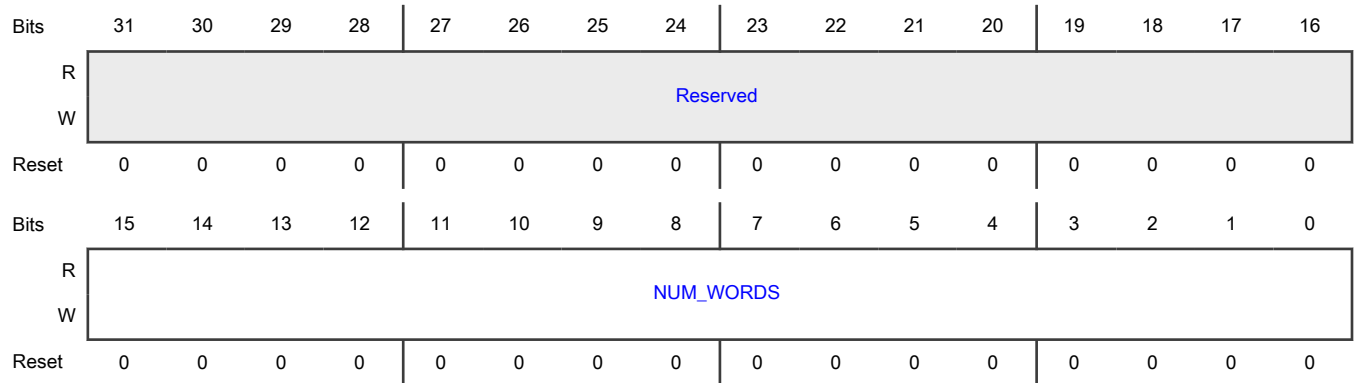 Bits 31 30 29 28 27 26 25 24 23 22 21 20 19 18 17 16
R
Reserved
W
Reset 0 0 0 0 0 0 0 0 0 0 0 0 0 0 0 0
Bits 15 14 13 12 11 10 9 8 7 6 5 4 3 2 1 0
R
NUM_WORDS
W
Reset 0 0 0 0 0 0 0 0 0 0 0 0 0 0 0 0